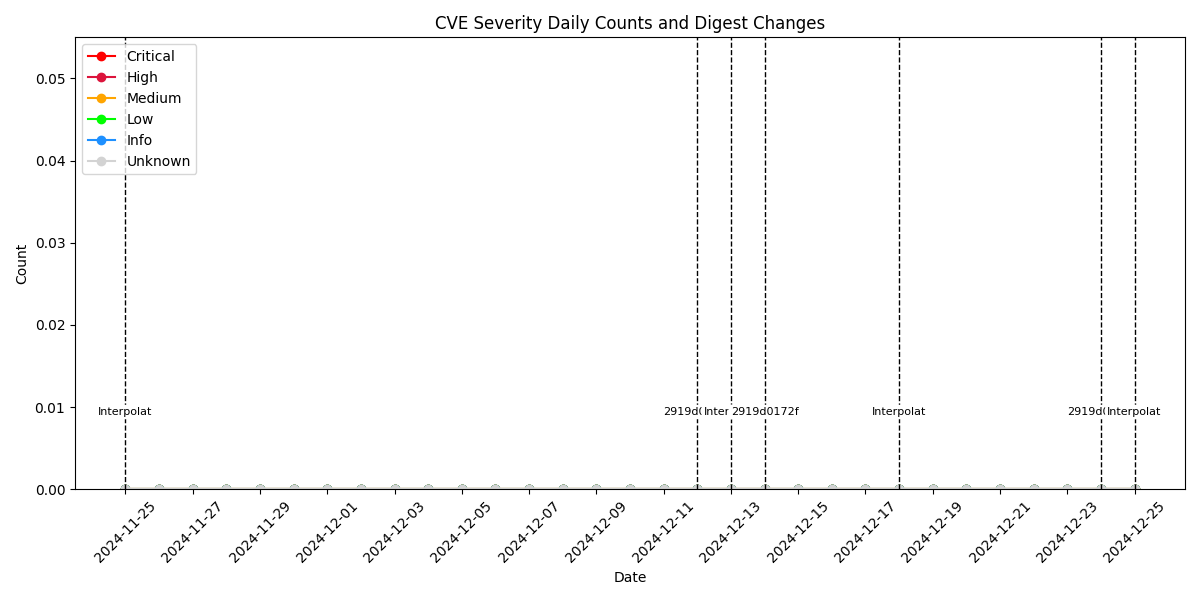 CVE Severity Daily Counts and Digest Changes
Critical
High
Medium
Low
Info
Unknown
0.05
0.04
0.03
0.02
0.01
0.00
Count
Interpolat
2919d0
Inter
2919d0172f
Interpolat
2919d0
Interpolat
2024-11-25
2024-11-27
2024-11-29
2024-12-01
2024-12-03
2024-12-05
2024-12-07
2024-12-09
2024-12-11
2024-12-13
2024-12-15
2024-12-17
2024-12-19
2024-12-21
2024-12-23
2024-12-25
Date